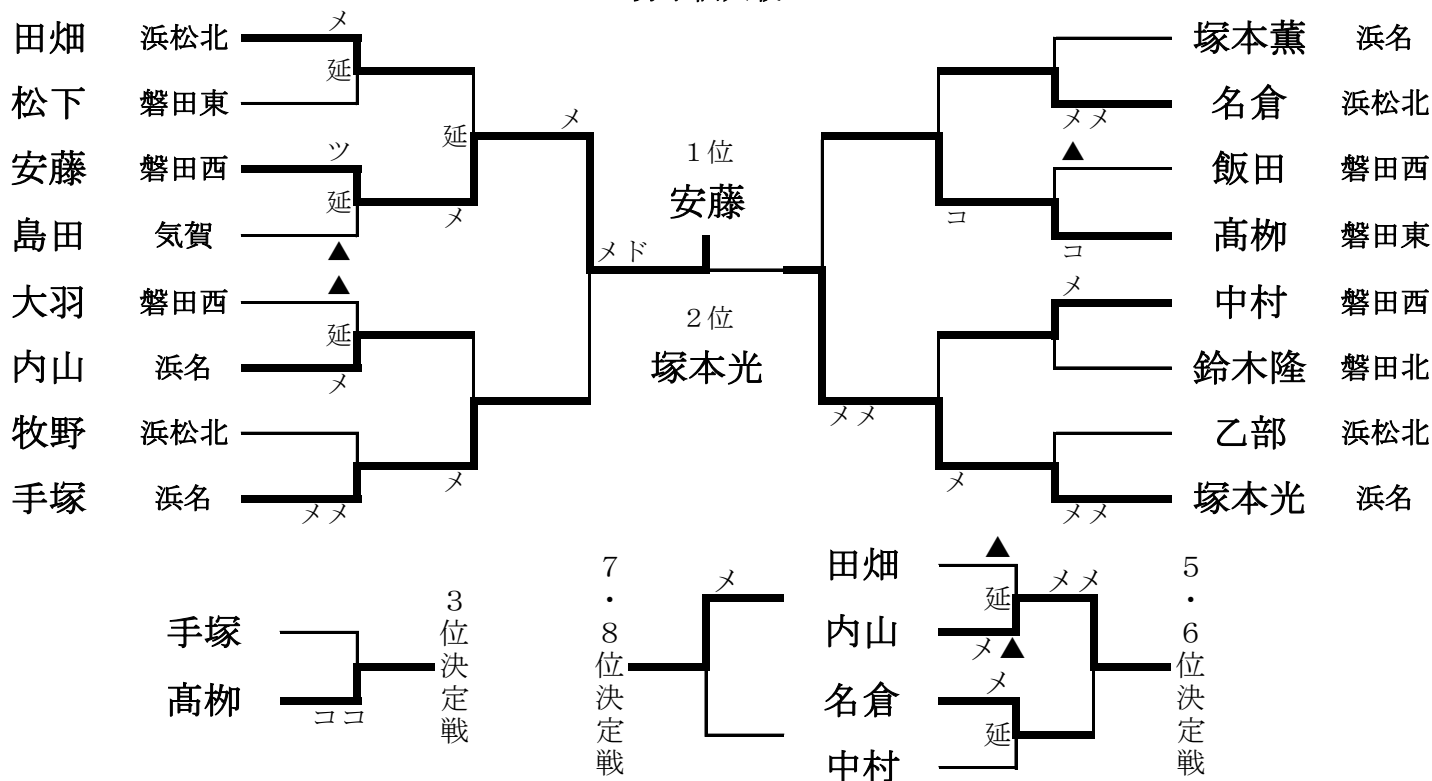 田畑 浜松北 メ
延
松下 磐田東
安藤 磐田西 ツ
延
島田 気賀 ▲
延 メ
大羽 磐田西 ▲
延
内山 浜名 メ
牧野 浜松北
手塚 浜名 メメ
メ
メ
メド
1位
安藤
2位
塚本光
塚本薫 浜名
名倉 浜松北
メメ
▲
飯田 磐田西
コ
髙栁 磐田東
コ
メ
中村 磐田西
鈴木隆 磐田北
メメ
乙部 浜松北
メ
塚本光 浜名
メメ
手塚
髙栁
ココ
3位決定戦
7・8位決定戦
メ
田畑 ▲
延 メメ
内山 メ▲
名倉 メ
延
中村
5・6位決定戦